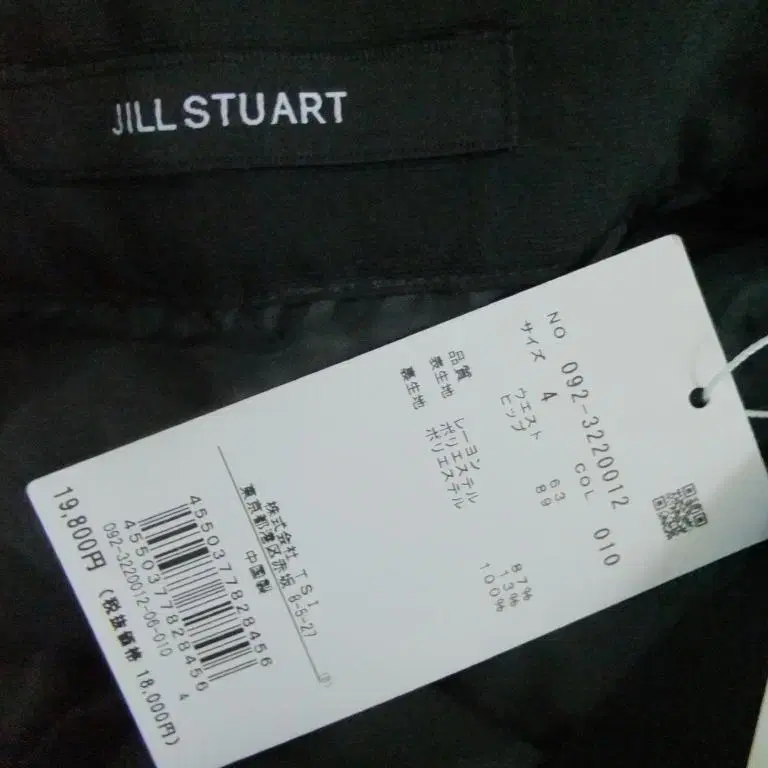 JILL STUART
NO 092-3220012 COL 010
サイズ 4 ウエスト 63
ヒップ 89
品質
表生地 レーヨン 87%
ポリエステル 13%
裏生地 ポリエステル 100%
株式会社 TSI
東京都港区赤坂 8-5-27
中国製
4550377828456
4550377828456
092-3220012-06-010 4
19,800円 (税抜価格 18,000円)